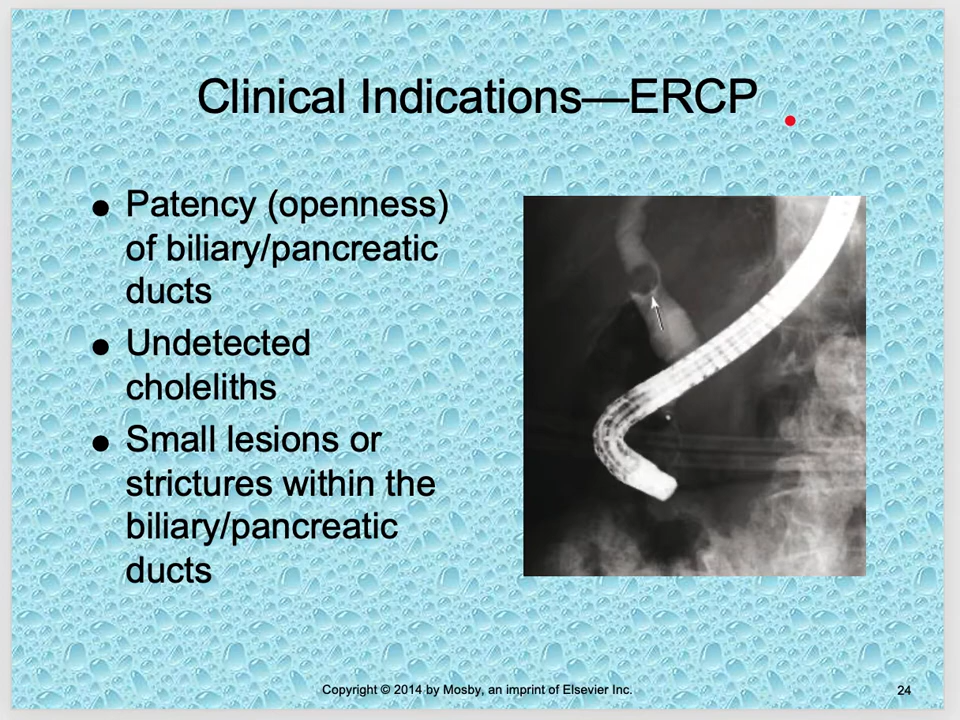 Clinical Indications—ERCP
● Patency (openness)
of biliary/pancreatic
ducts
● Undetected
choleliths
● Small lesions or
strictures within the
biliary/pancreatic
ducts
Copyright © 2014 by Mosby, an imprint of Elsevier Inc.
24